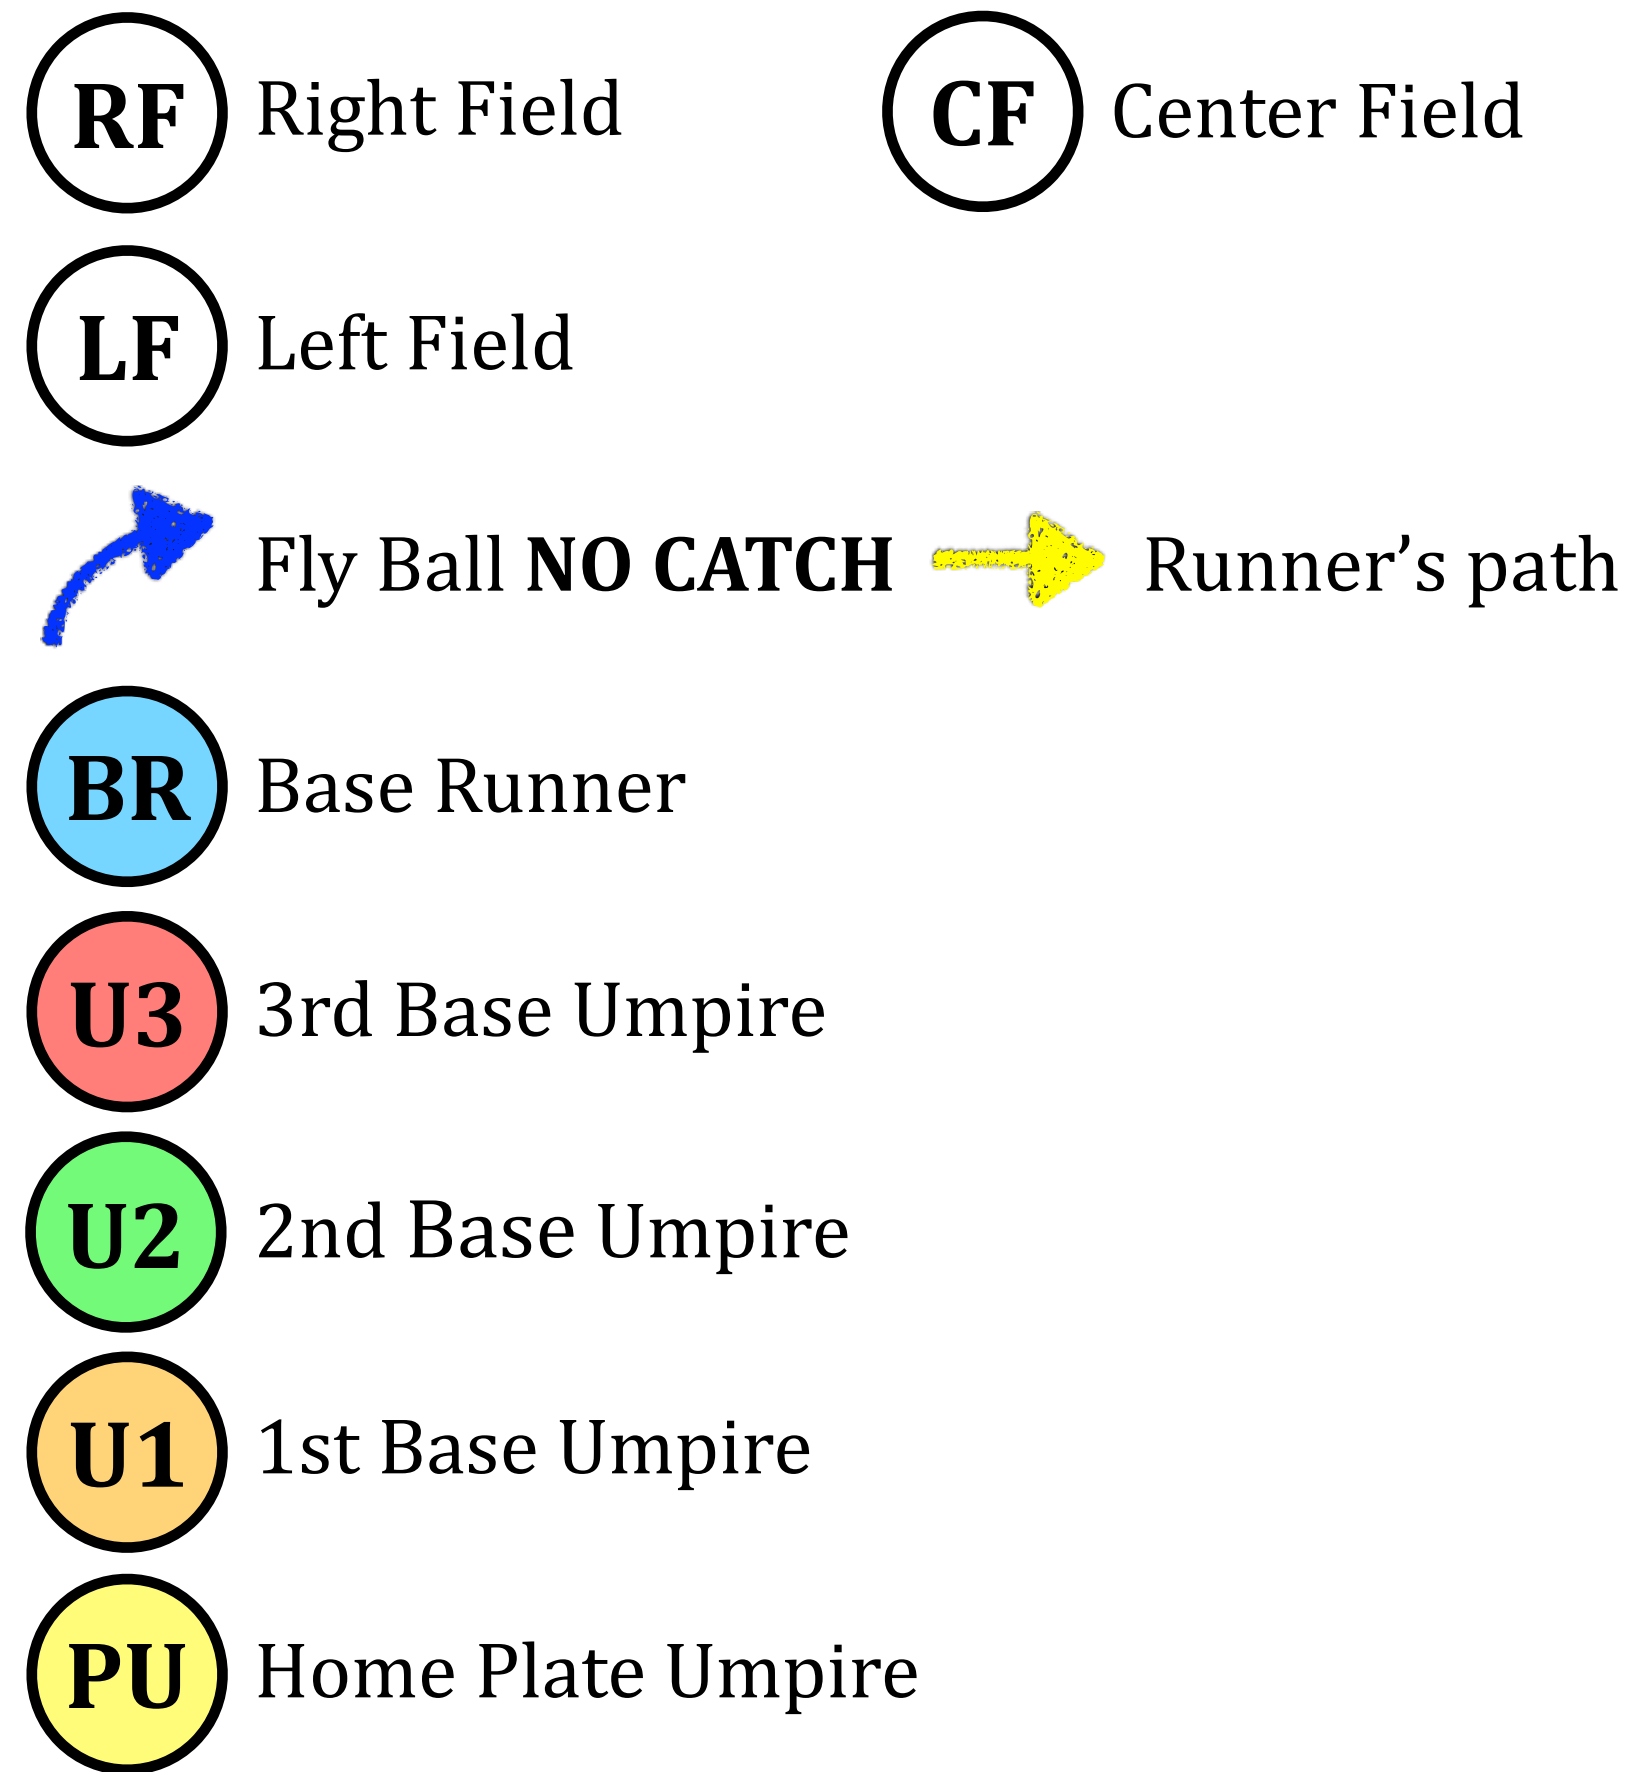 RF Right Field CF Center Field
LF Left Field
Fly Ball NO CATCH Runner’s path
BR Base Runner
U3 3rd Base Umpire
U2 2nd Base Umpire
U1 1st Base Umpire
PU Home Plate Umpire